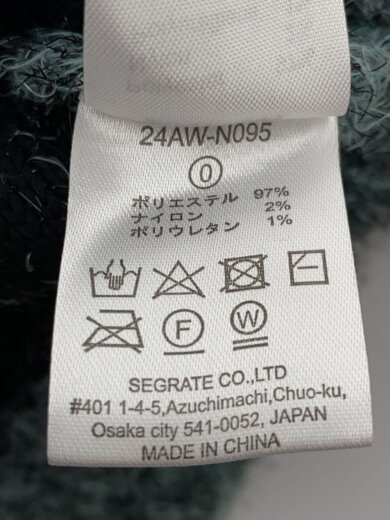 24AW-N095
0
ポリエステル 97%
ナイロン 2%
ポリウレタン 1%
F W
SEGRATE CO.,LTD
#401 1-4-5,Azuchimachi,Chuo-ku,
Osaka city 541-0052, JAPAN
MADE IN CHINA